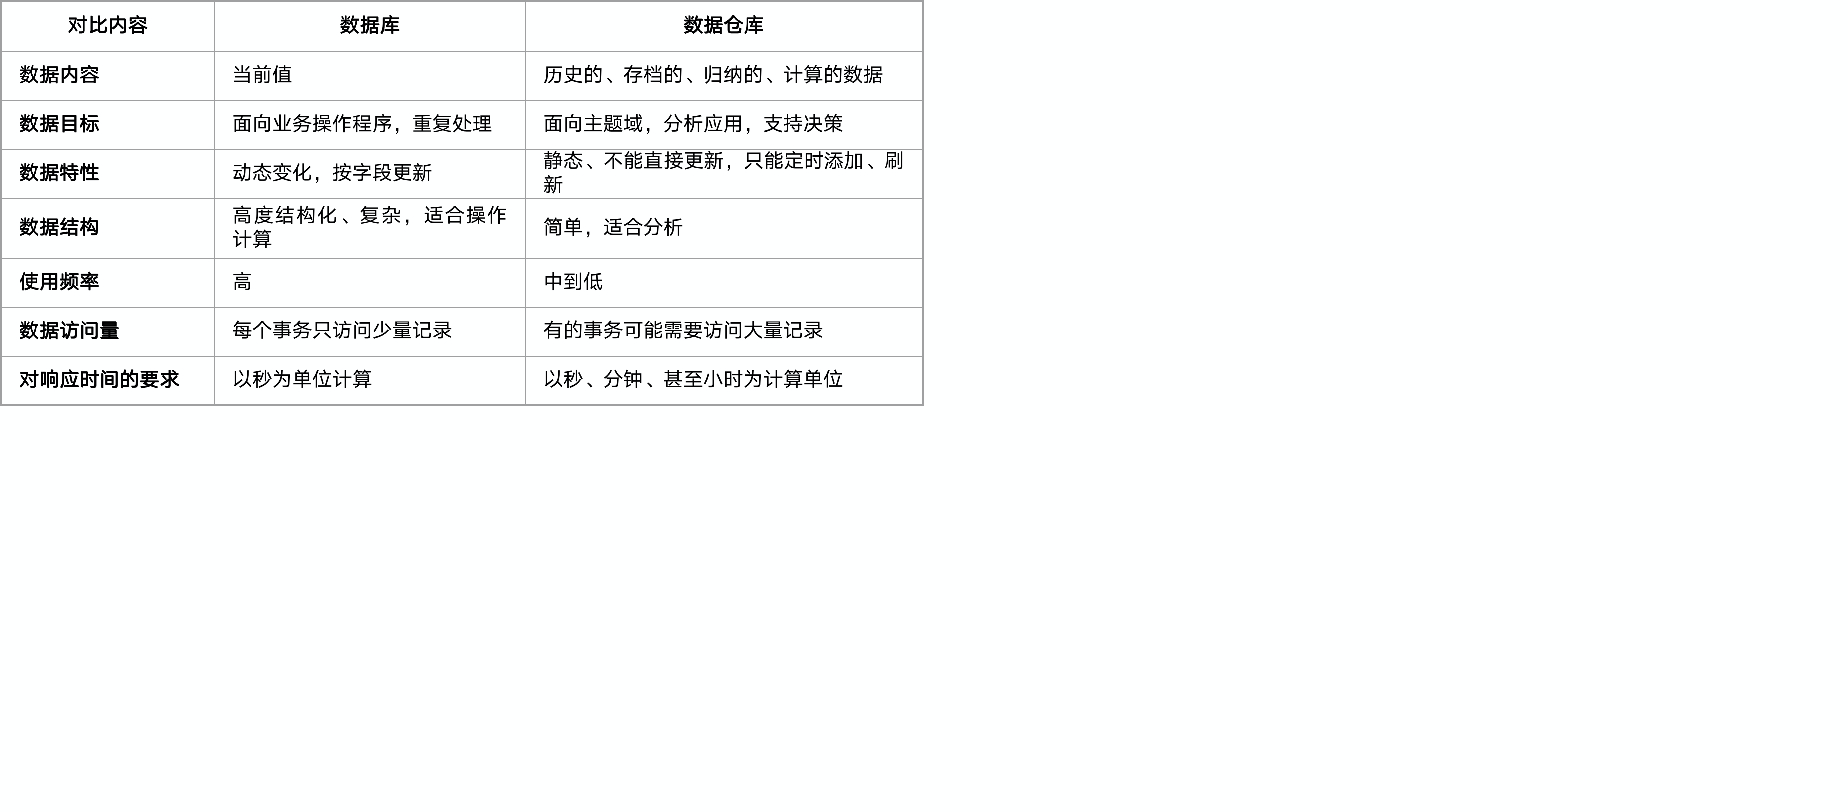 对比内容 数据库 数据仓库
数据内容 当前值 历史的、存档的、归纳的、计算的数据
数据目标 面向业务操作程序，重复处理 面向主题域，分析应用，支持决策
数据特性 动态变化，按字段更新 静态、不能直接更新，只能定时添加、刷
新
数据结构 高度结构化、复杂，适合操作
计算 简单，适合分析
使用频率 高 中到低
数据访问量 每个事务只访问少量记录 有的事务可能需要访问大量记录
对响应时间的要求 以秒为单位计算 以秒、分钟、甚至小时为计算单位